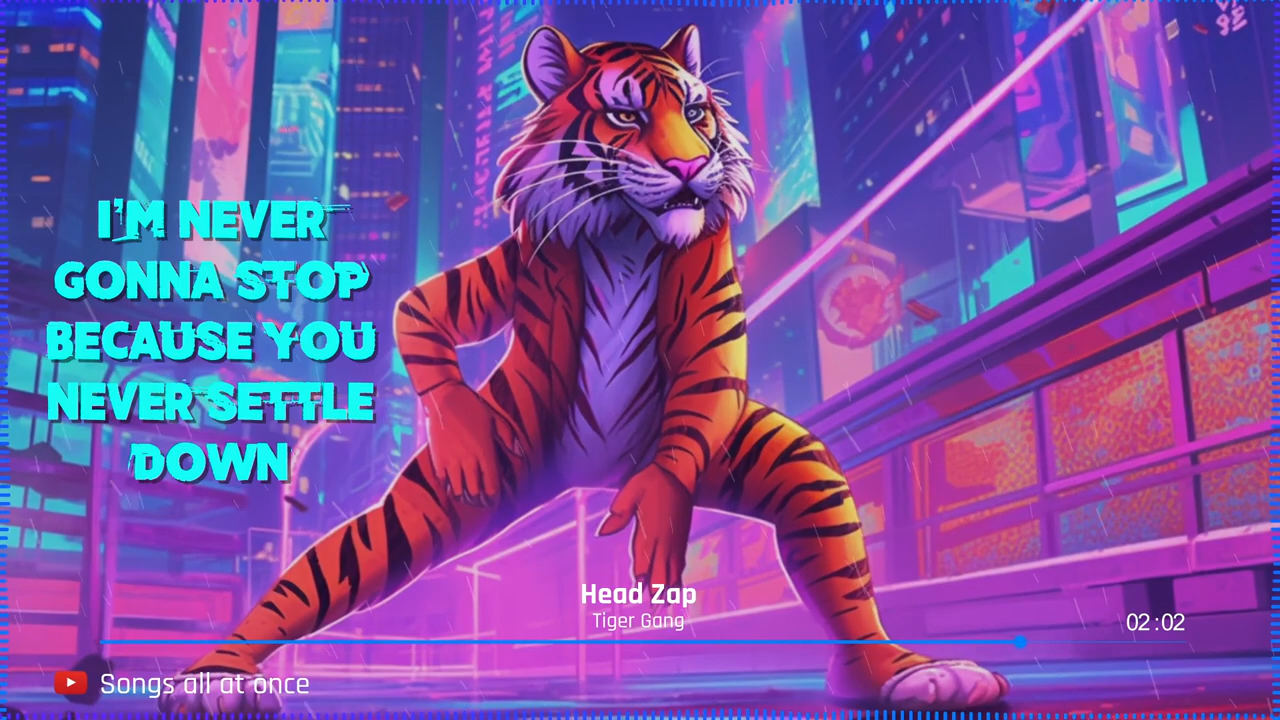 I'M NEVER
GONNA STOP
BECAUSE YOU
NEVER SETTLE
DOWN
Head Zap
Tiger Gang
02:02
Songs all at once